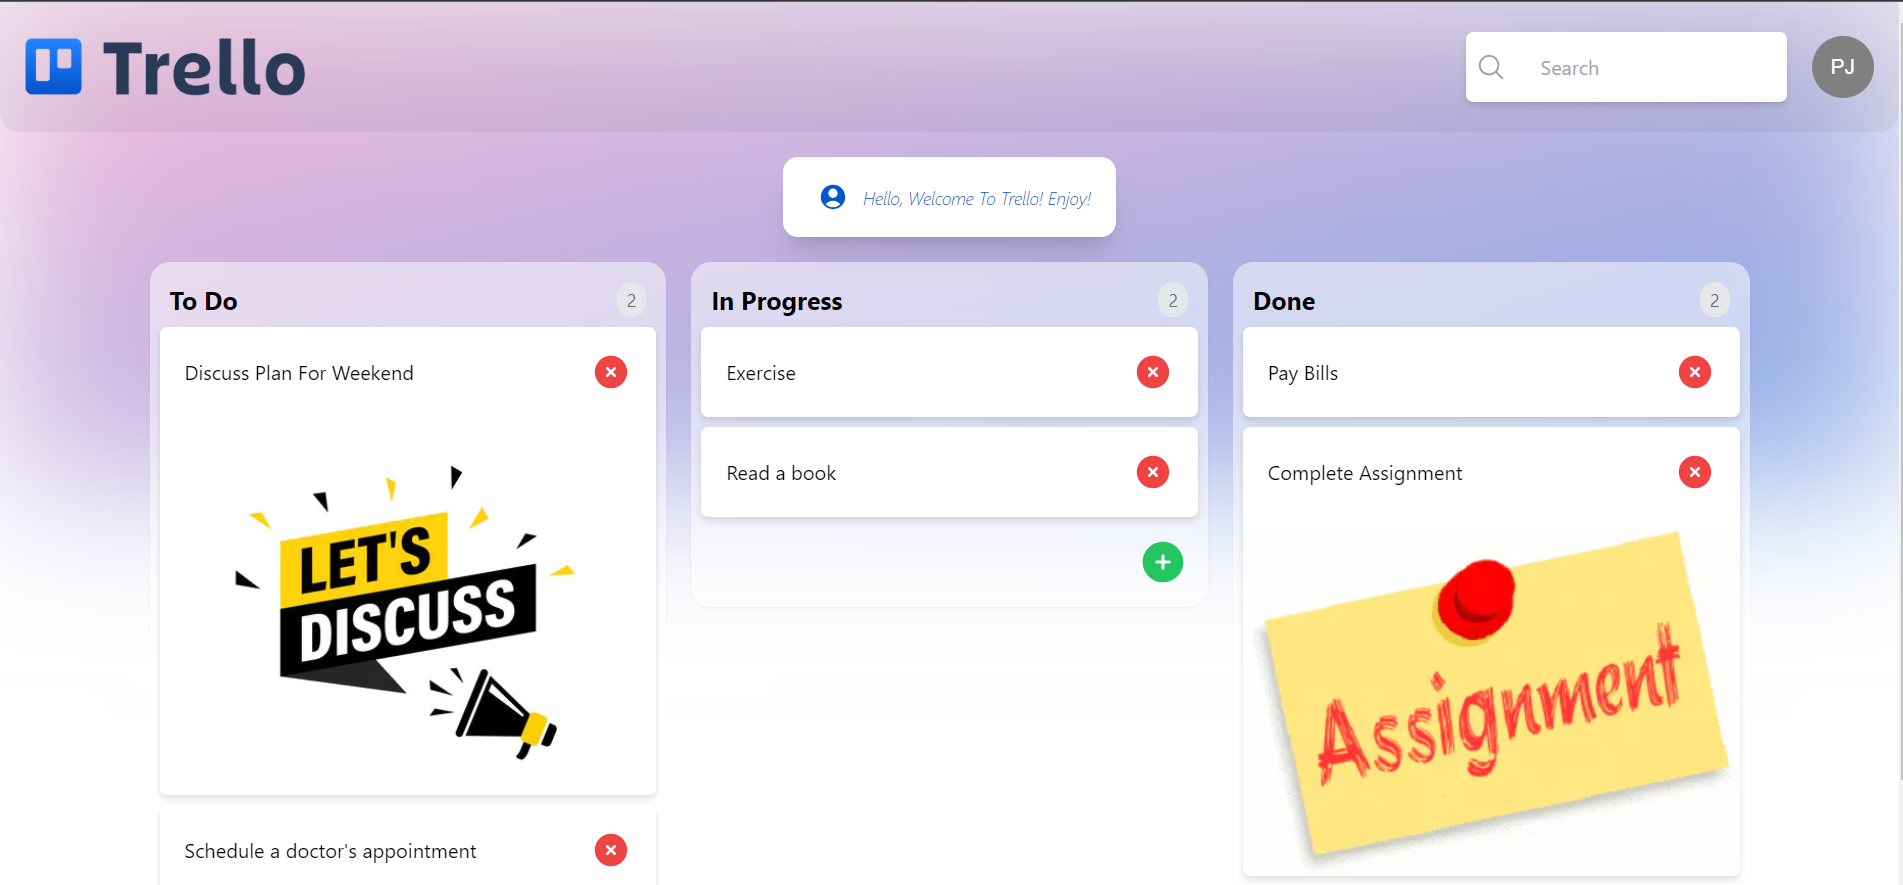 Trello
Search
PJ
Hello, Welcome To Trello! Enjoy!
To Do
2
Discuss Plan For Weekend
LET'S
DISCUSS
Schedule a doctor's appointment
In Progress
2
Exercise
Read a book
Done
2
Pay Bills
Complete Assignment
Assignment